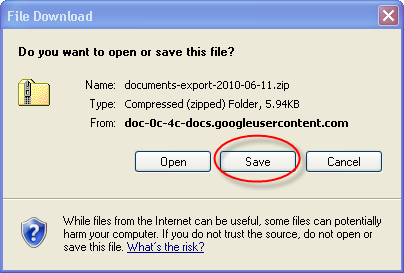 File Download
Do you want to open or save this file?
Name: documents-export-2010-06-11.zip
Type: Compressed (zipped) Folder, 5.94KB
From: doc-0c-4c-docs.googleusercontent.com
Open Save Cancel
While files from the Internet can be useful, some files can potentially
harm your computer. If you do not trust the source, do not open or
save this file. What's the risk?